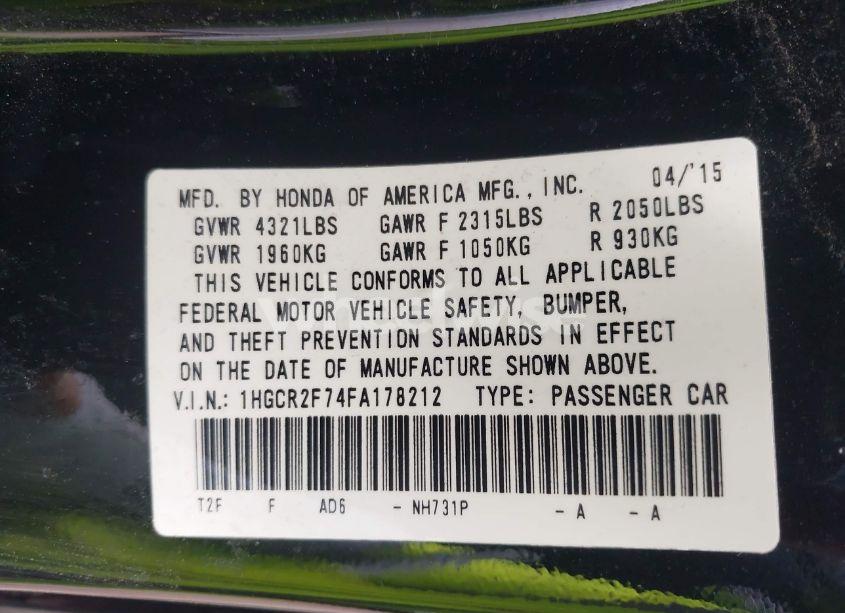 MFD. BY HONDA OF AMERICA MFG., INC. 04/'15
GVWR 4321LBS GAWR F 2315LBS R 2050LBS
GVWR 1960KG GAWR F 1050KG R 930KG
THIS VEHICLE CONFORMS TO ALL APPLICABLE
FEDERAL MOTOR VEHICLE SAFETY, BUMPER,
AND THEFT PREVENTION STANDARDS IN EFFECT
ON THE DATE OF MANUFACTURE SHOWN ABOVE.
V.I.N.: 1HGCR2F74FA178212 TYPE: PASSENGER CAR
T2F F AD6 - NH731P - A - A